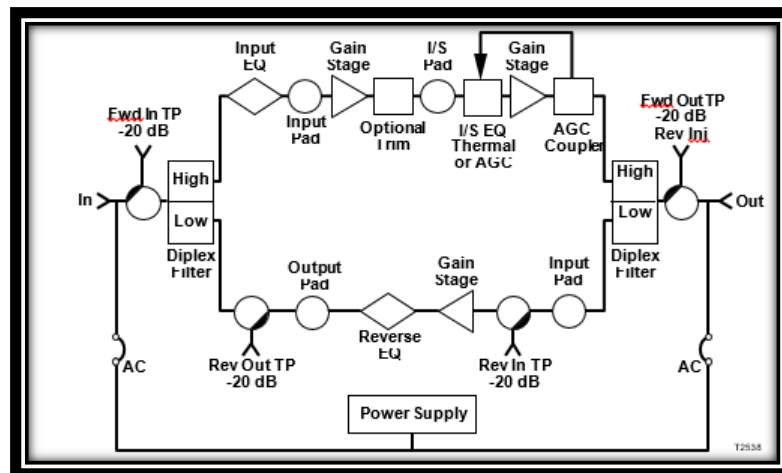 Input
EQ
Gain
Stage
I/S
Pad
Gain
Stage
Fwd In TP
-20 dB
Input
Pad
Optional
Trim
I/S EQ
Thermal
or AGC
AGC
Coupler
Fwd Out TP
-20 dB
Rev Inj
In
High
Low
Diplex
Filter
High
Low
Diplex
Filter
Out
Output
Pad
Gain
Stage
Input
Pad
Reverse
EQ
Rev Out TP
-20 dB
Rev In TP
-20 dB
AC
AC
Power Supply
T2538